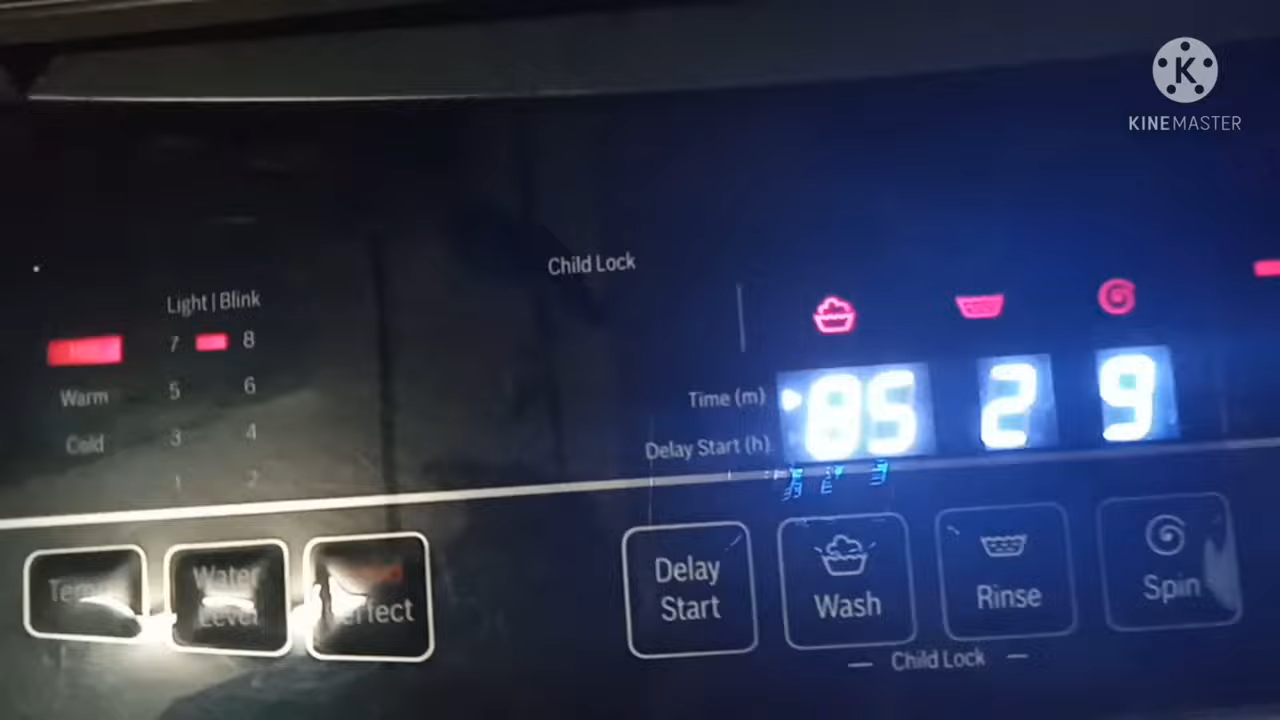 K
KINEMASTER
Child Lock
Light | Blink
7 8
Warm 5 6
Cold 3 4
1 2
Time (m) 85 2 9
Delay Start (h)
Water
Level
Delay
Start
Wash
Rinse
Spin
Child Lock